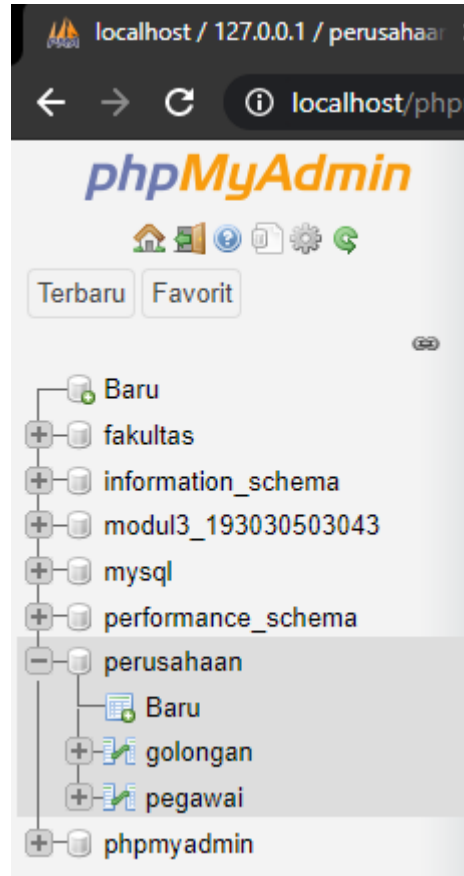 localhost / 127.0.0.1 / perusahaar
localhost/php
phpMyAdmin
Terbaru Favorit
Baru
fakultas
information_schema
modul3_193030503043
mysql
performance_schema
perusahaan
Baru
golongan
pegawai
phpmyadmin